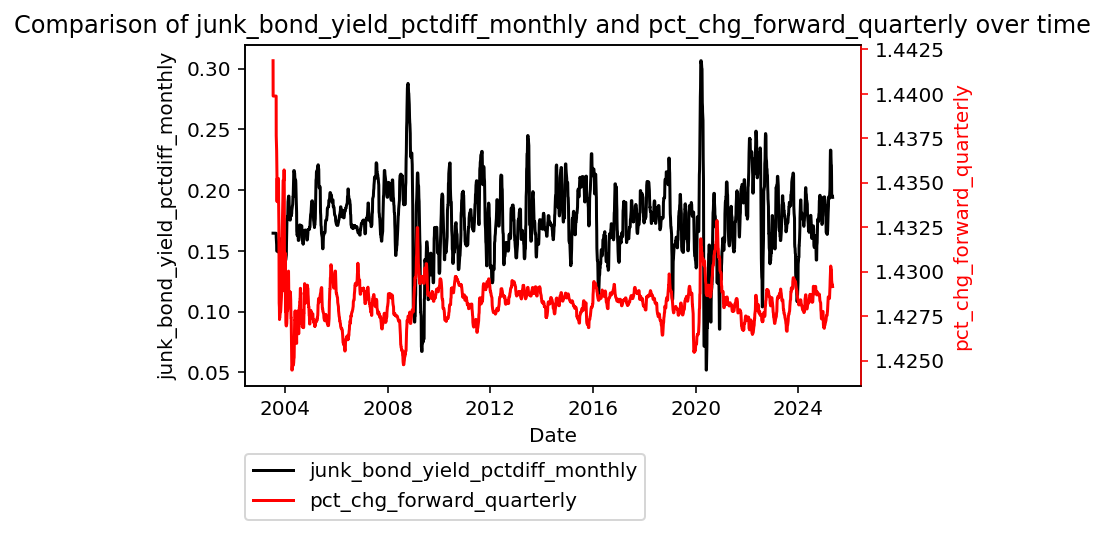 Comparison of junk_bond_yield_pctdiff_monthly and pct_chg_forward_quarterly over time
junk_bond_yield_pctdiff_monthly
0.30
0.25
0.20
0.15
0.10
0.05
1.4425
1.4400
1.4375
1.4350
1.4325
1.4300
1.4275
1.4250
pct_chg_forward_quarterly
2004 2008 2012 2016 2020 2024
Date
junk_bond_yield_pctdiff_monthly
pct_chg_forward_quarterly